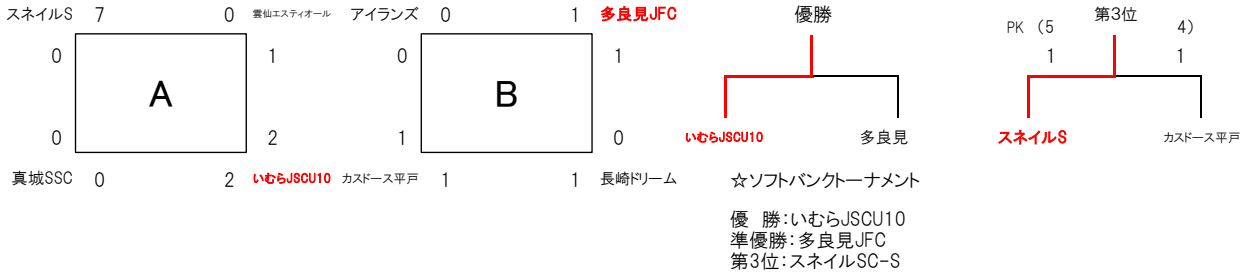 スネイルS 7 0 雲仙エスティオール アイランズ 0 1 多良見JFC 優勝 第3位
PK (5 4)
0 1 0 1 1 1
A B
0 2 1 0 いむらJSCU10 多良見 スネイルS カスドース平戸
真城SSC 0 2 いむらJSCU10 カスドース平戸 1 1 長崎ドリーム ☆ソフトバンクトーナメント
優 勝:いむらJSCU10
準優勝:多良見JFC
第3位:スネイルSC-S